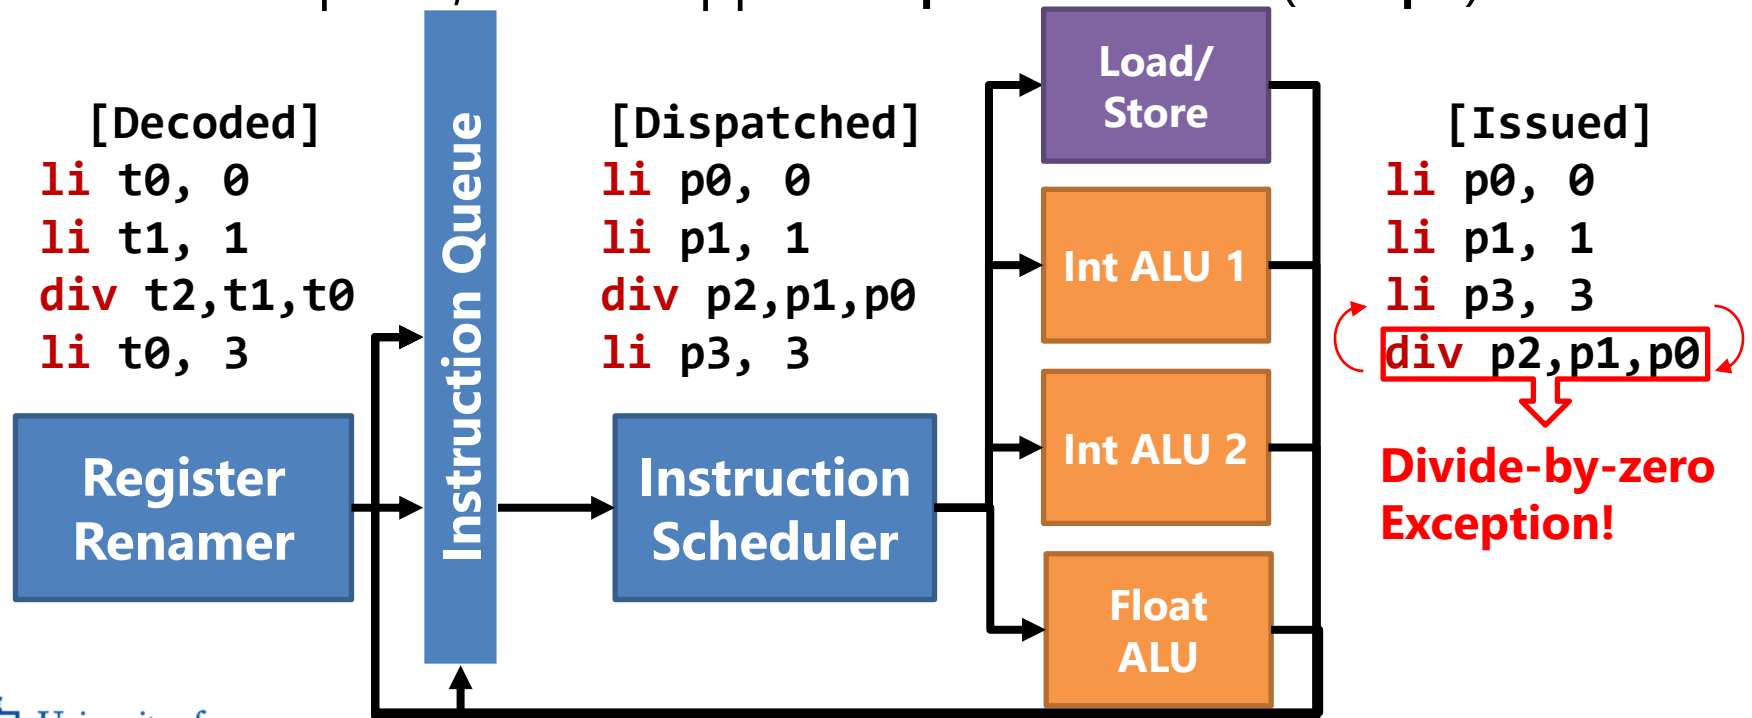 [Decoded]
li t0, 0
li t1, 1
div t2,t1,t0
li t0, 3
Register
Renamer
Instruction Queue
[Dispatched]
li p0, 0
li p1, 1
div p2,p1,p0
li p3, 3
Instruction
Scheduler
Load/
Store
Int ALU 1
Int ALU 2
Float
ALU
[Issued]
li p0, 0
li p1, 1
li p3, 3
div p2,p1,p0
Divide-by-zero
Exception!